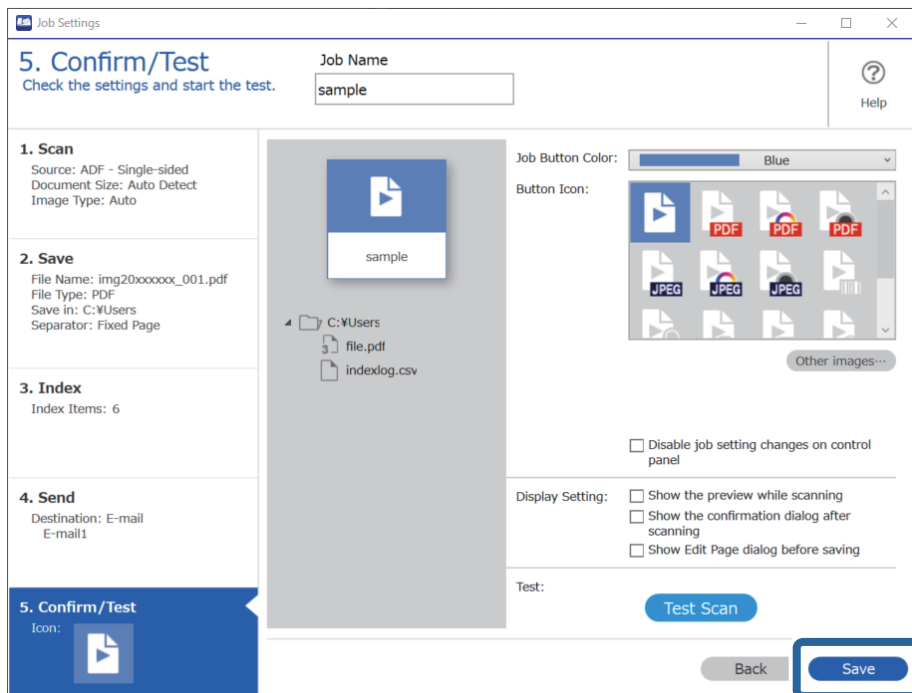 Job Settings
5. Confirm/Test
Check the settings and start the test.
Job Name
sample
Help
1. Scan
Source: ADF - Single-sided
Document Size: Auto Detect
Image Type: Auto
2. Save
File Name: img20xxxxxx_001.pdf
File Type: PDF
Save in: C:¥Users
Separator: Fixed Page
3. Index
Index Items: 6
4. Send
Destination: E-mail
E-mail1
5. Confirm/Test
Icon:
sample
C:¥Users
3 file.pdf
indexlog.csv
Job Button Color: Blue
Button Icon:
PDF PDF PDF
JPEG JPEG JPEG
Other images···
Disable job setting changes on control
panel
Display Setting: Show the preview while scanning
Show the confirmation dialog after
scanning
Show Edit Page dialog before saving
Test:
Test Scan
Back Save